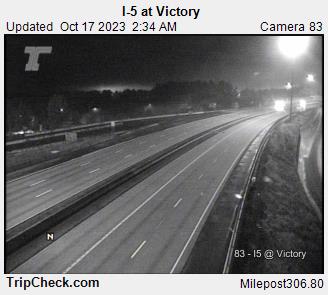 I-5 at Victory
Updated Oct 17 2023 2:34 AM Camera 83
T
N
83 - I5 @ Victory
TripCheck.com Milepost306.80